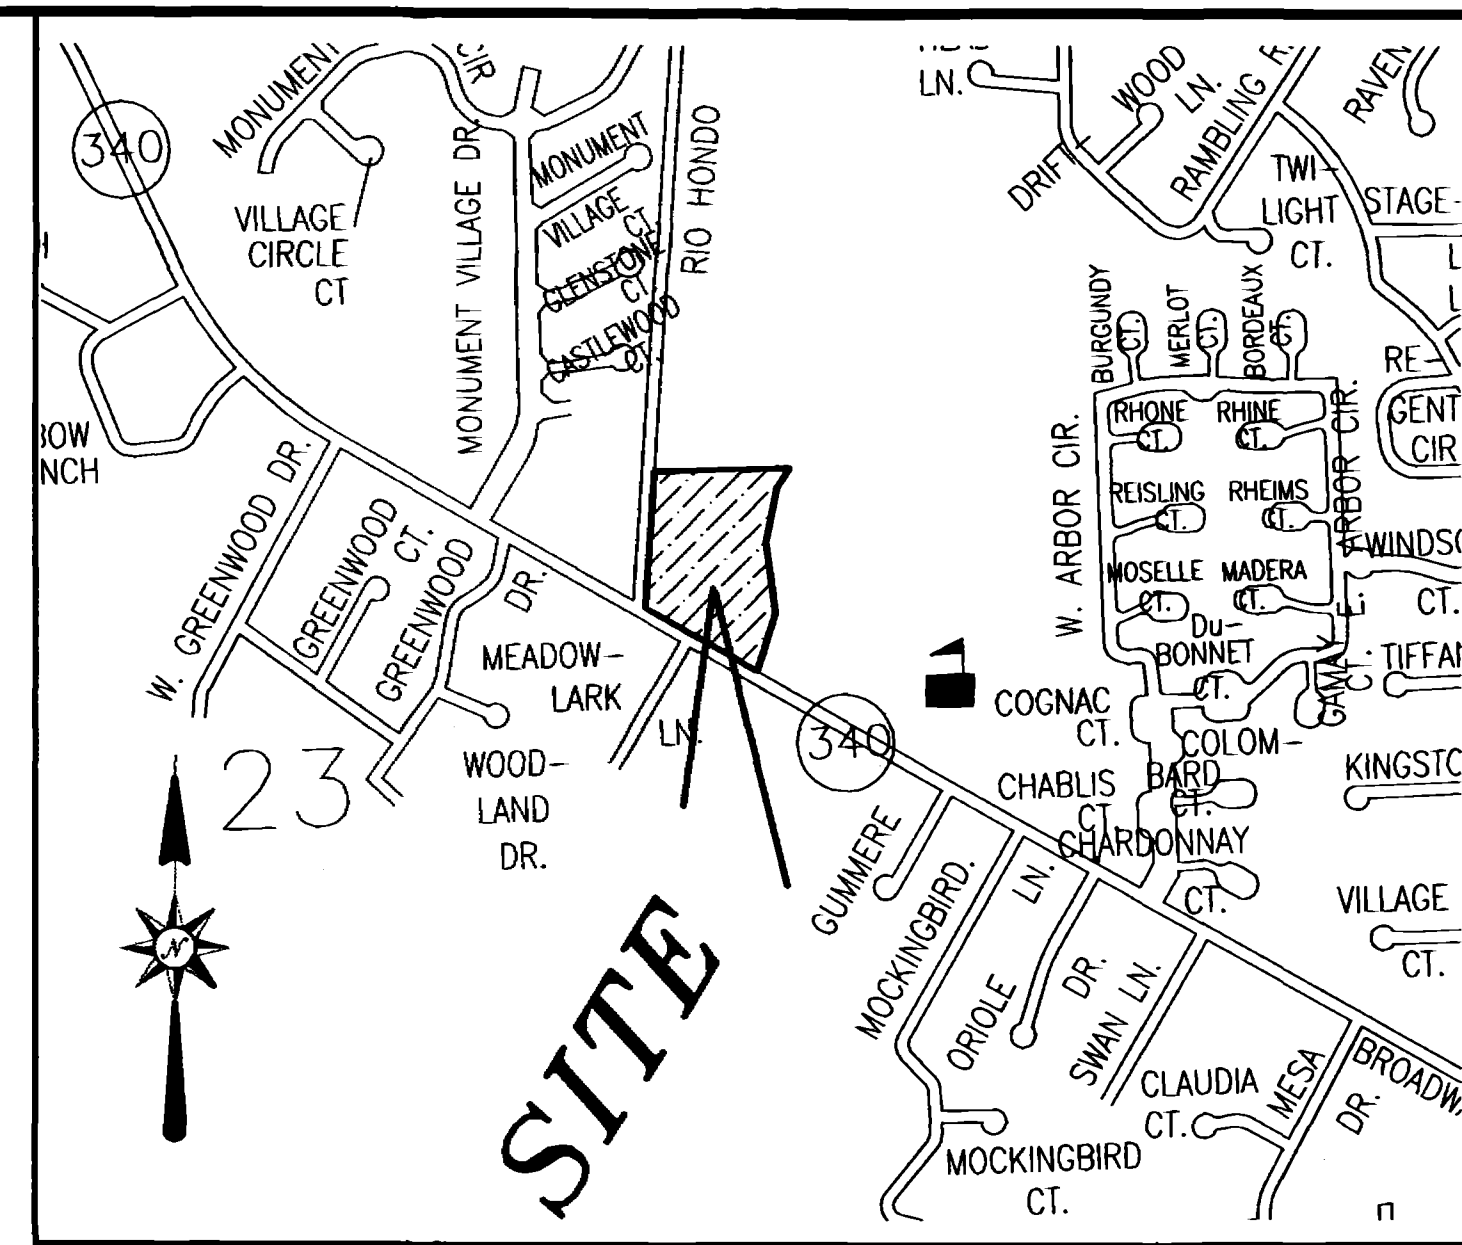 MONUMENT
CIR
340
VILLAGE
CIRCLE
CT
MONUMENT VILLAGE DR.
MONUMENT
VILLAGE
CT.
GLENSTONE
CT.
CASTLEWOOD
CT.
RIO HONDO
LN.
WOOD
LN.
DRIFT
RAMBLING R.
RAVEN
TWI-
LIGHT
CT.
STAGE-
L
L
BURGUNDY
CT.
MERLOT
CT.
BORDEAUX
CT.
RE-
GENT
CIR
RHONE
CT.
RHINE
CT.
REISLING
CT.
RHEIMS
CT.
MOSELLE
CT.
MADERA
CT.
W. ARBOR CIR.
E. ARBOR CIR.
WINDSO
CT.
Du-
BONNET
CT.
GAMAY
CT.
TIFFAN
COGNAC
CT.
COLOM-
BARD
CT.
CHABLIS
CT.
CHARDONNAY
CT.
KINGSTO
VILLAGE
CT.
W. GREENWOOD DR.
GREENWOOD
CT.
GREENWOOD
DR.
MEADOW-
LARK
LN.
WOOD-
LAND
DR.
23
340
N
SITE
GUMMERE
MOCKINGBIRD.
LN.
ORIOLE
DR.
SWAN LN.
CLAUDIA
CT.
MESA
DR.
BROADWA
MOCKINGBIRD
CT.